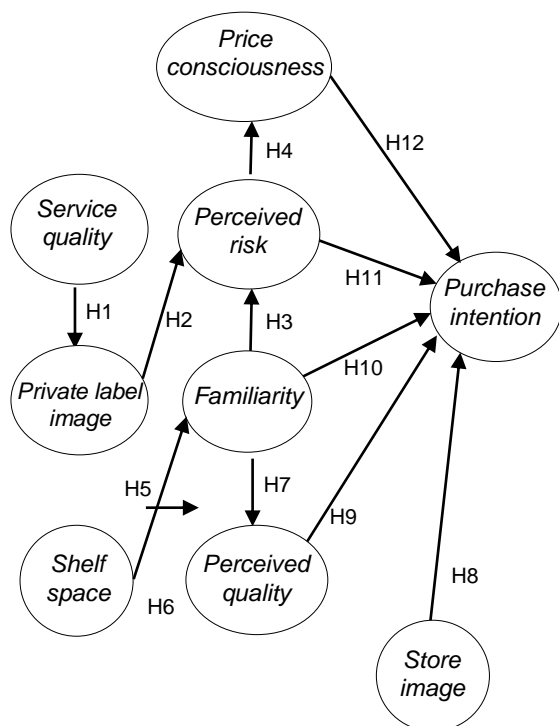 Price
consciousness
H4
H12
Service
quality
Perceived
risk
H11
Purchase
intention
H1
H2
H3
H10
Private label
image
Familiarity
H5
H7
H9
Shelf
space
H6
Perceived
quality
H8
Store
image